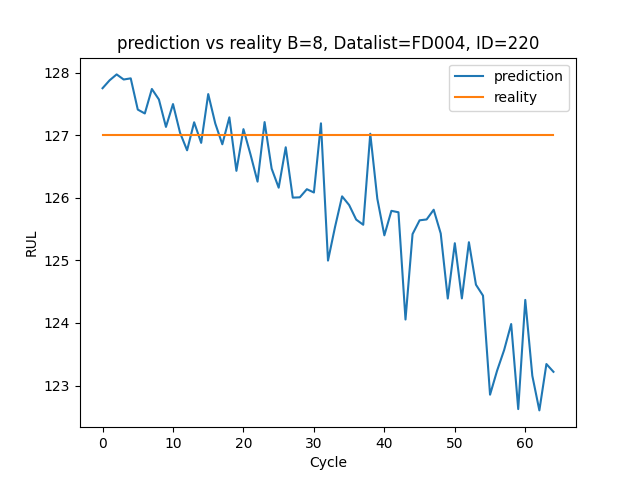 prediction vs reality B=8, Datalist=FD004, ID=220
prediction
reality
128
127
126
125
124
123
RUL
0 10 20 30 40 50 60
Cycle